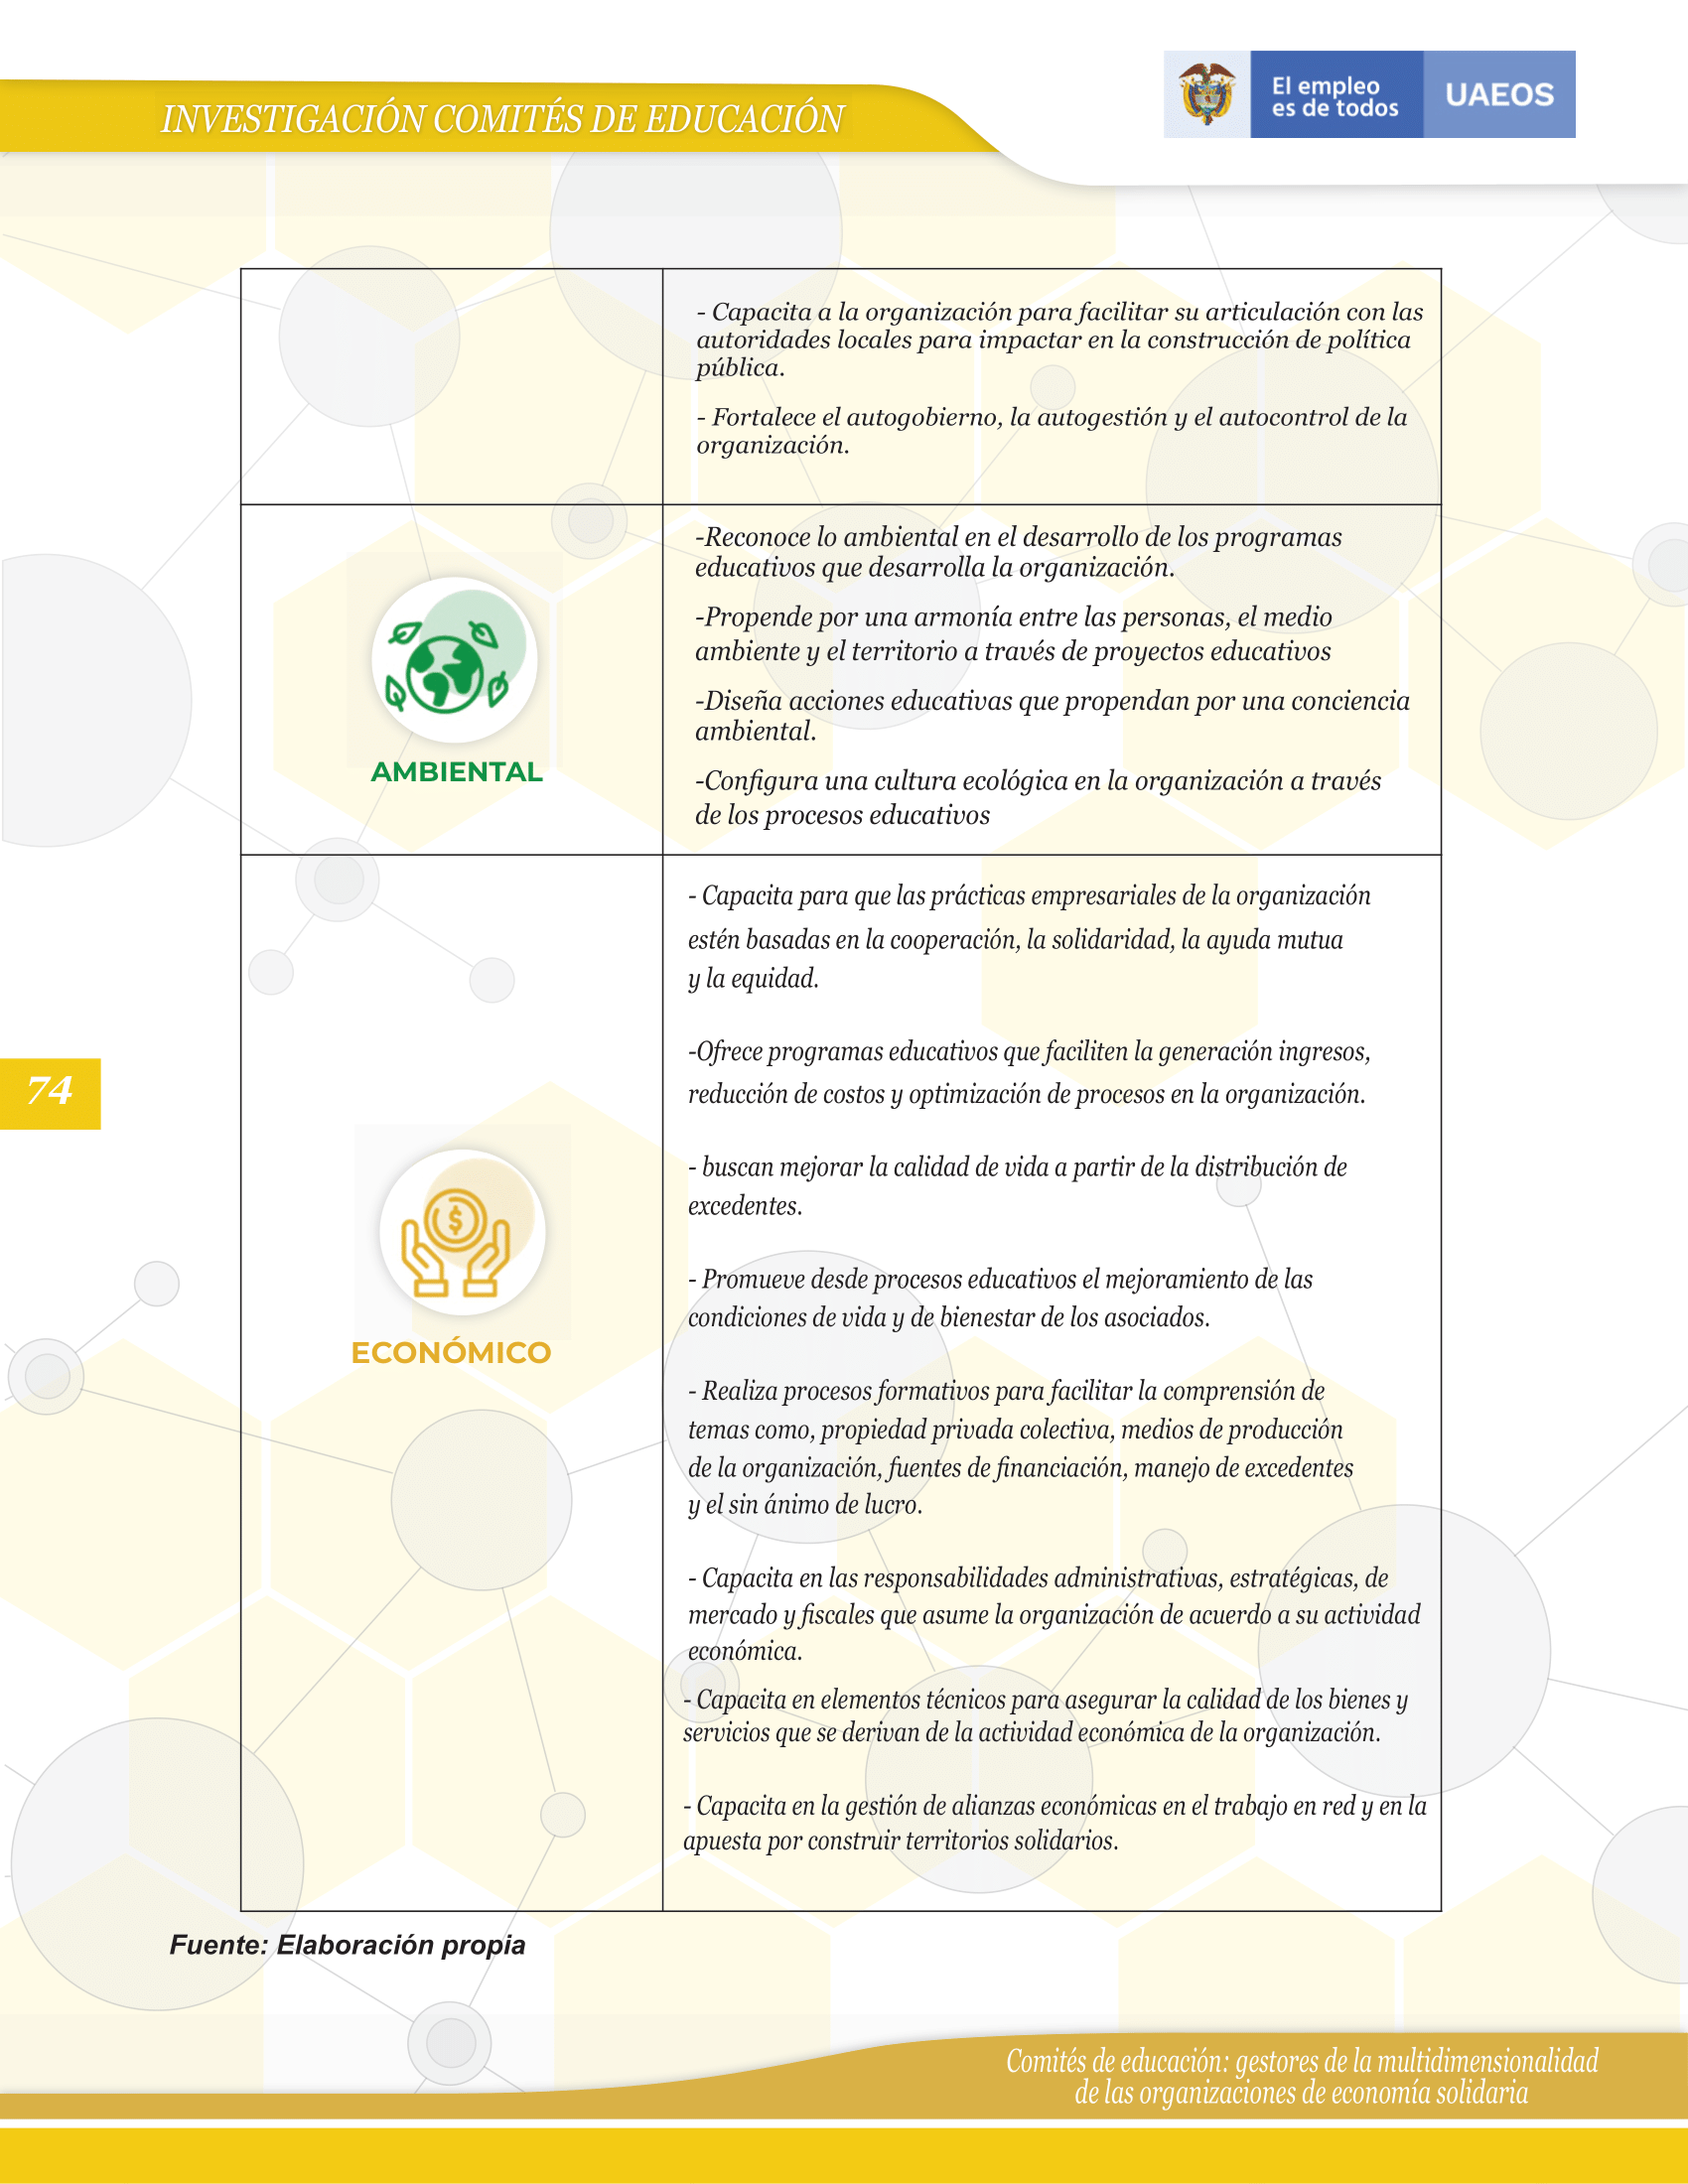 INVESTIGACIÓN COMITÉS DE EDUCACIÓN
El empleo
es de todos
UAEOS
- Capacita a la organización para facilitar su articulación con las
autoridades locales para impactar en la construcción de política
pública.
- Fortalece el autogobierno, la autogestión y el autocontrol de la
organización.
-Reconoce lo ambiental en el desarrollo de los programas
educativos que desarrolla la organización.
-Propende por una armonía entre las personas, el medio
ambiente y el territorio a través de proyectos educativos
-Diseña acciones educativas que propendan por una conciencia
ambiental.
-Configura una cultura ecológica en la organización a través
de los procesos educativos
AMBIENTAL
- Capacita para que las prácticas empresariales de la organización
estén basadas en la cooperación, la solidaridad, la ayuda mutua
y la equidad.
-Ofrece programas educativos que faciliten la generación ingresos,
reducción de costos y optimización de procesos en la organización.
- buscan mejorar la calidad de vida a partir de la distribución de
excedentes.
- Promueve desde procesos educativos el mejoramiento de las
condiciones de vida y de bienestar de los asociados.
- Realiza procesos formativos para facilitar la comprensión de
temas como, propiedad privada colectiva, medios de producción
de la organización, fuentes de financiación, manejo de excedentes
y el sin ánimo de lucro.
- Capacita en las responsabilidades administrativas, estratégicas, de
mercado y fiscales que asume la organización de acuerdo a su actividad
económica.
- Capacita en elementos técnicos para asegurar la calidad de los bienes y
servicios que se derivan de la actividad económica de la organización.
- Capacita en la gestión de alianzas económicas en el trabajo en red y en la
apuesta por construir territorios solidarios.
$
ECONÓMICO
74
Fuente: Elaboración propia
Comités de educación: gestores de la multidimensionalidad
de las organizaciones de economía solidaria